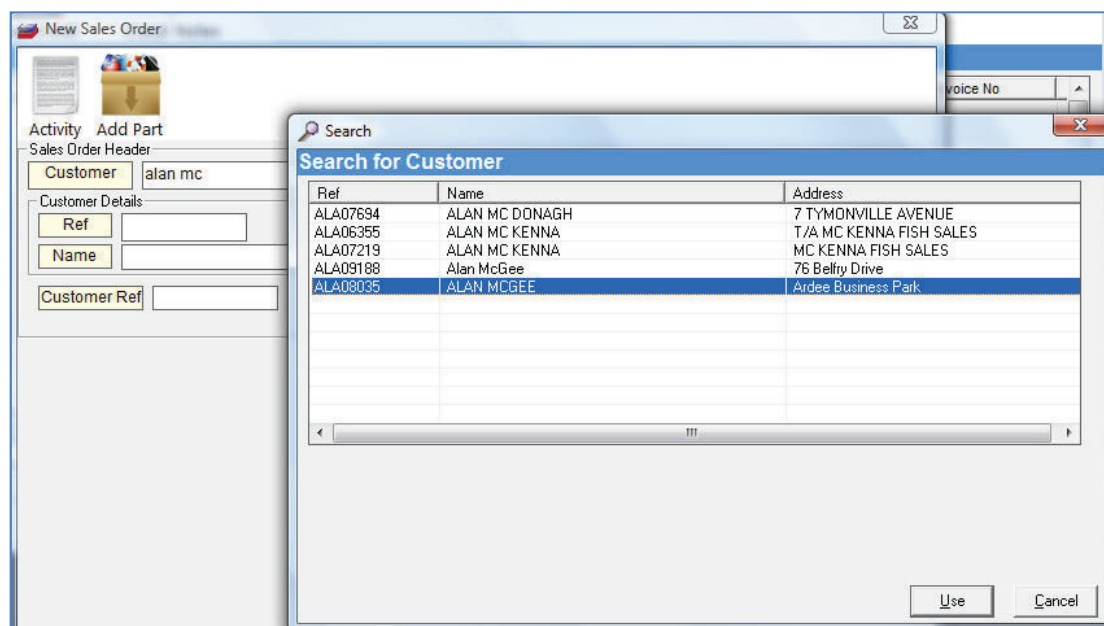 New Sales Order
voice No
Activity Add Part
Search
Sales Order Header
Search for Customer
Customer alan mc
Ref Name Address
Customer Details
ALA07694 ALAN MC DONAGH 7 TYMONVILLE AVENUE
Ref
ALA06355 ALAN MC KENNA T/A MC KENNA FISH SALES
ALA07219 ALAN MC KENNA MC KENNA FISH SALES
Name
ALA09188 Alan McGee 76 Belfry Drive
ALA08035 ALAN MCGEE Ardee Business Park
Customer Ref
Use Cancel